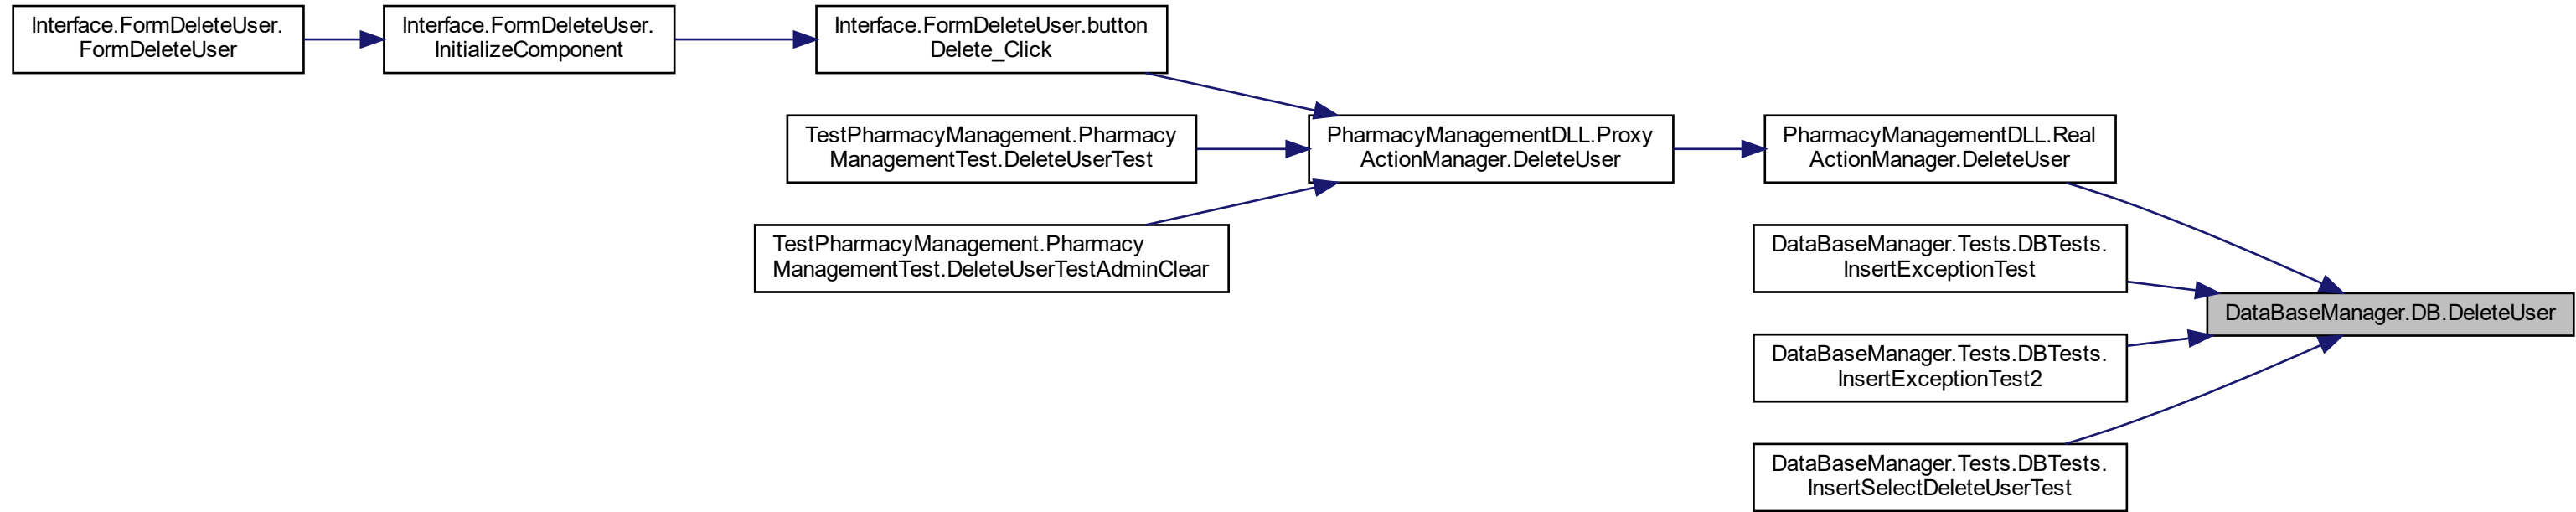 Interface.FormDeleteUser.
FormDeleteUser
Interface.FormDeleteUser.
InitializeComponent
Interface.FormDeleteUser.button
Delete_Click
TestPharmacyManagement.Pharmacy
ManagementTest.DeleteUserTest
TestPharmacyManagement.Pharmacy
ManagementTest.DeleteUserTestAdminClear
PharmacyManagementDLL.Proxy
ActionManager.DeleteUser
PharmacyManagementDLL.Real
ActionManager.DeleteUser
DataBaseManager.Tests.DBTests.
InsertExceptionTest
DataBaseManager.Tests.DBTests.
InsertExceptionTest2
DataBaseManager.Tests.DBTests.
InsertSelectDeleteUserTest
DataBaseManager.DB.DeleteUser